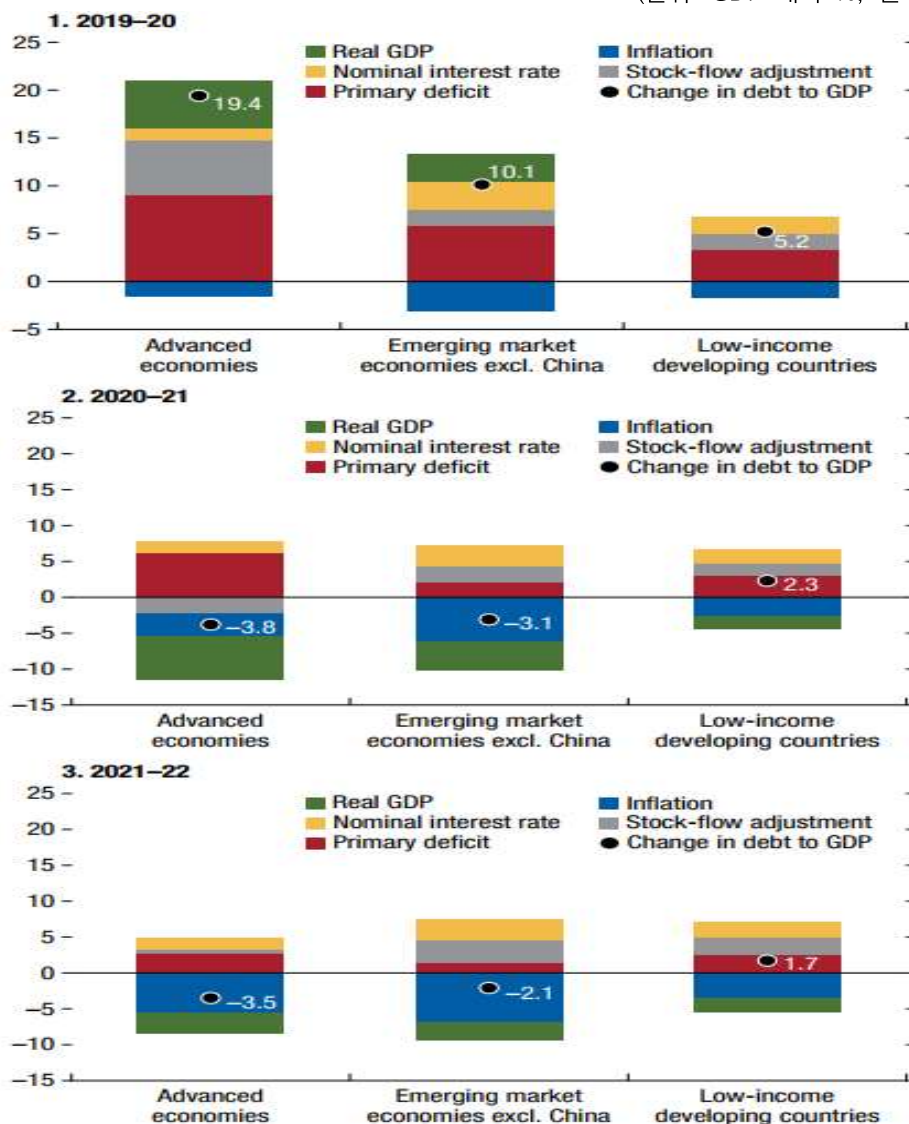 1. 2019–20
25
20
15
10
5
0
−5
Real GDP
Nominal interest rate
Primary deficit
Inflation
Stock-flow adjustment
Change in debt to GDP
19.4
10.1
5.2
Advanced
economies
Emerging market
economies excl. China
Low-income
developing countries
2. 2020–21
25
20
15
10
5
0
−5
−10
−15
Real GDP
Nominal interest rate
Primary deficit
Inflation
Stock-flow adjustment
Change in debt to GDP
−3.8
−3.1
2.3
Advanced
economies
Emerging market
economies excl. China
Low-income
developing countries
3. 2021–22
25
20
15
10
5
0
−5
−10
−15
Real GDP
Nominal interest rate
Primary deficit
Inflation
Stock-flow adjustment
Change in debt to GDP
−3.5
−2.1
1.7
Advanced
economies
Emerging market
economies excl. China
Low-income
developing countries